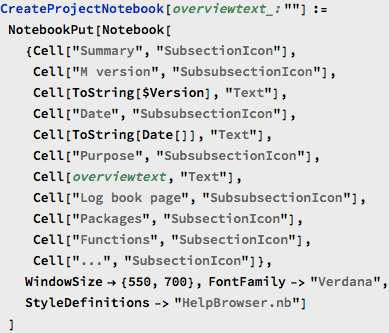 CreateProjectNotebook[overviewtext_:""] :=
NotebookPut[Notebook[
{Cell["Summary", "SubsectionIcon"],
Cell["M version", "SubsubsectionIcon"],
Cell[ToString[$Version], "Text"],
Cell["Date", "SubsubsectionIcon"],
Cell[ToString[Date[]], "Text"],
Cell["Purpose", "SubsubsectionIcon"],
Cell[overviewtext, "Text"],
Cell["Log book page", "SubsectionIcon"],
Cell["Packages", "SubsectionIcon"],
Cell["Functions", "SubsectionIcon"],
Cell["...", "SubsectionIcon"]},
WindowSize → {550, 700}, FontFamily -> "Verdana",
StyleDefinitions -> "HelpBrowser.nb"]
]